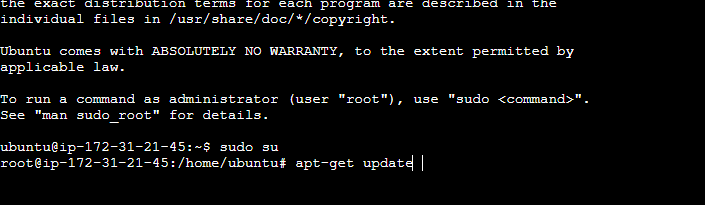 the exact distribution terms for each program are described in the
individual files in /usr/share/doc/*/copyright.
Ubuntu comes with ABSOLUTELY NO WARRANTY, to the extent permitted by
applicable law.
To run a command as administrator (user "root"), use "sudo <command>".
See "man sudo_root" for details.
ubuntu@ip-172-31-21-45:~$ sudo su
root@ip-172-31-21-45:/home/ubuntu# apt-get update